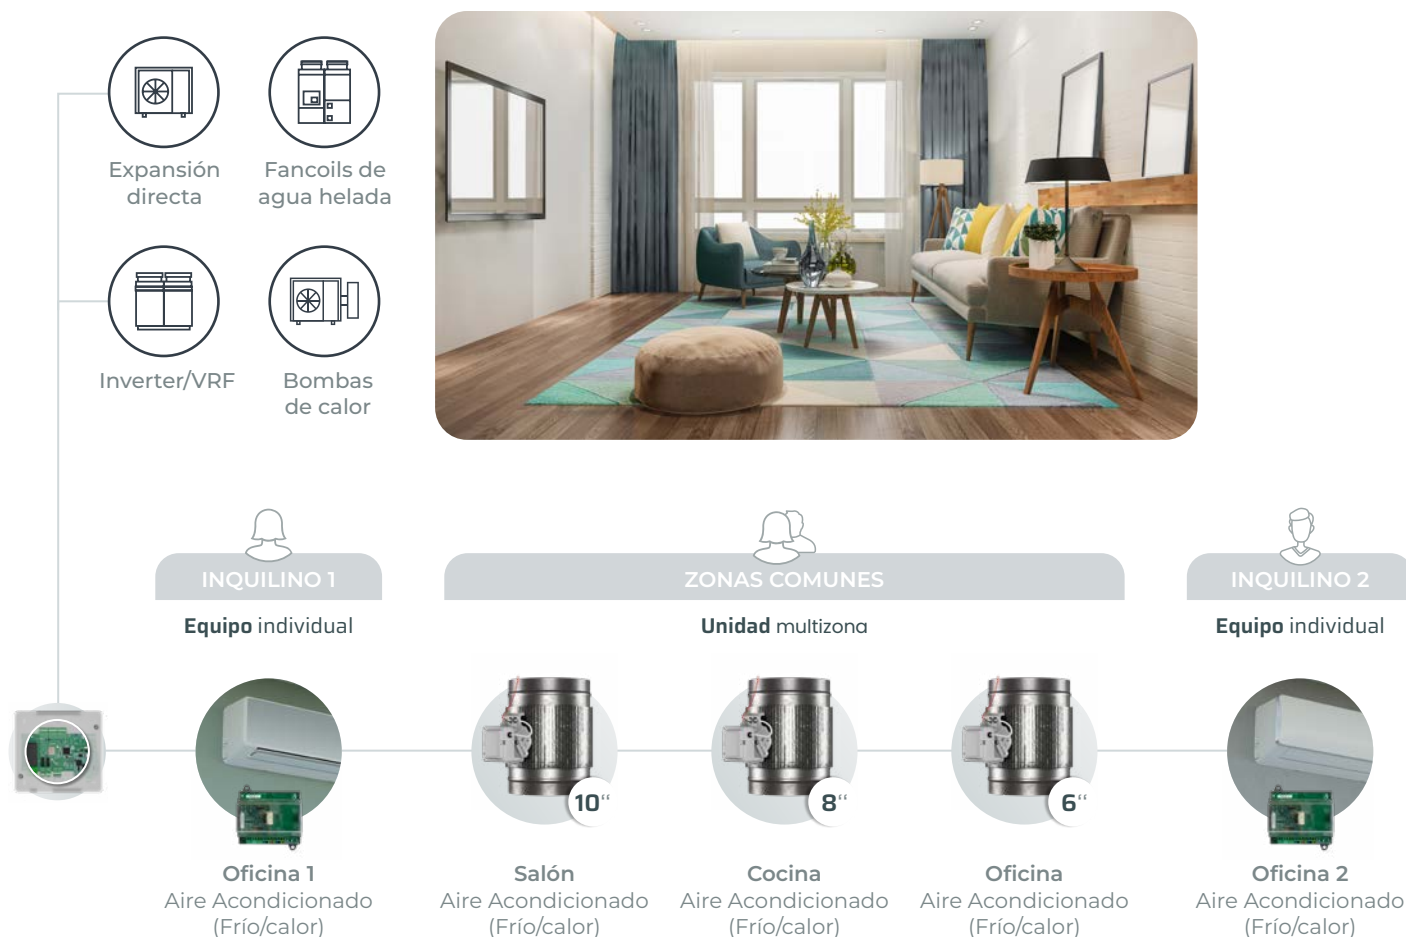 Expansión
directa
Fancoils de
agua helada
Inverter/VRF
Bombas
de calor
INQUILINO 1
ZONAS COMUNES
INQUILINO 2
Equipo individual
Unidad multizona
Equipo individual
10“
8“
6“
Oficina 1
Aire Acondicionado
(Frío/calor)
Salón
Aire Acondicionado
(Frío/calor)
Cocina
Aire Acondicionado
(Frío/calor)
Oficina
Aire Acondicionado
(Frío/calor)
Oficina 2
Aire Acondicionado
(Frío/calor)